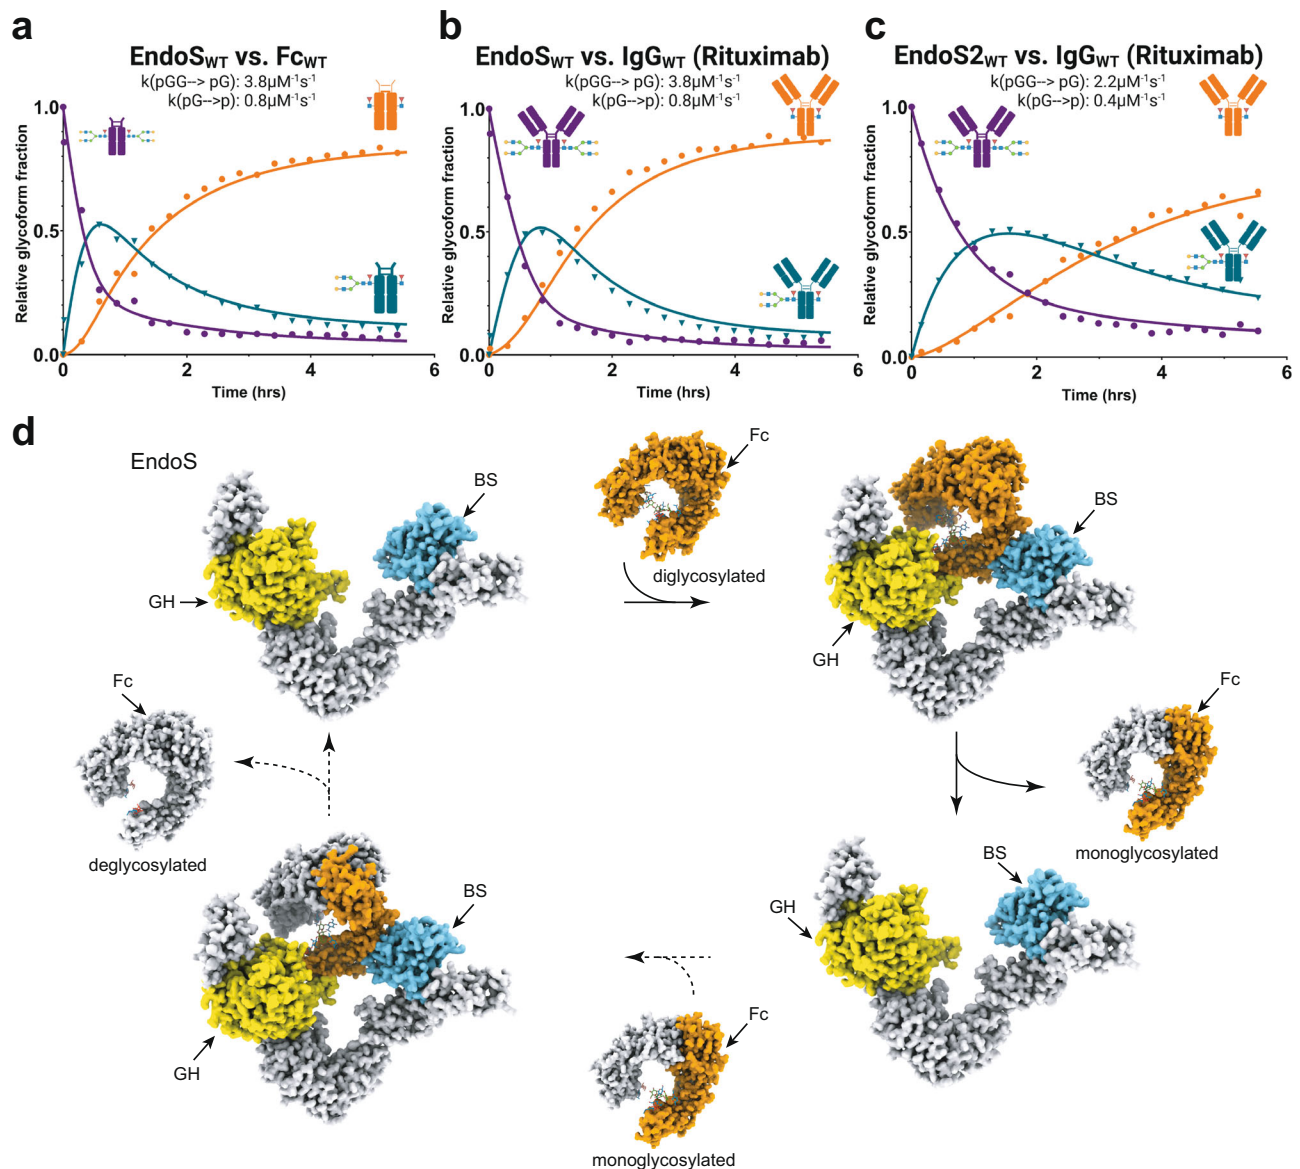 a
EndoSWT vs. FcWT
k(pGG--> pG): 3.8µM⁻¹s⁻¹
k(pG-->p): 0.8µM⁻¹s⁻¹
Relative glycoform fraction
1.0
0.5
0.0
0
2
4
6
Time (hrs)
b
EndoSWT vs. IgGWT (Rituximab)
k(pGG--> pG): 3.8µM⁻¹s⁻¹
k(pG-->p): 0.8µM⁻¹s⁻¹
Relative glycoform fraction
1.0
0.5
0.0
0
2
4
6
Time (hrs)
c
EndoS2WT vs. IgGWT (Rituximab)
k(pGG--> pG): 2.2µM⁻¹s⁻¹
k(pG-->p): 0.4µM⁻¹s⁻¹
Relative glycoform fraction
1.0
0.5
0.0
0
2
4
6
Time (hrs)
d
EndoS
BS
GH
Fc
diglycosylated
BS
GH
Fc
monoglycosylated
BS
GH
Fc
monoglycosylated
BS
GH
Fc
deglycosylated